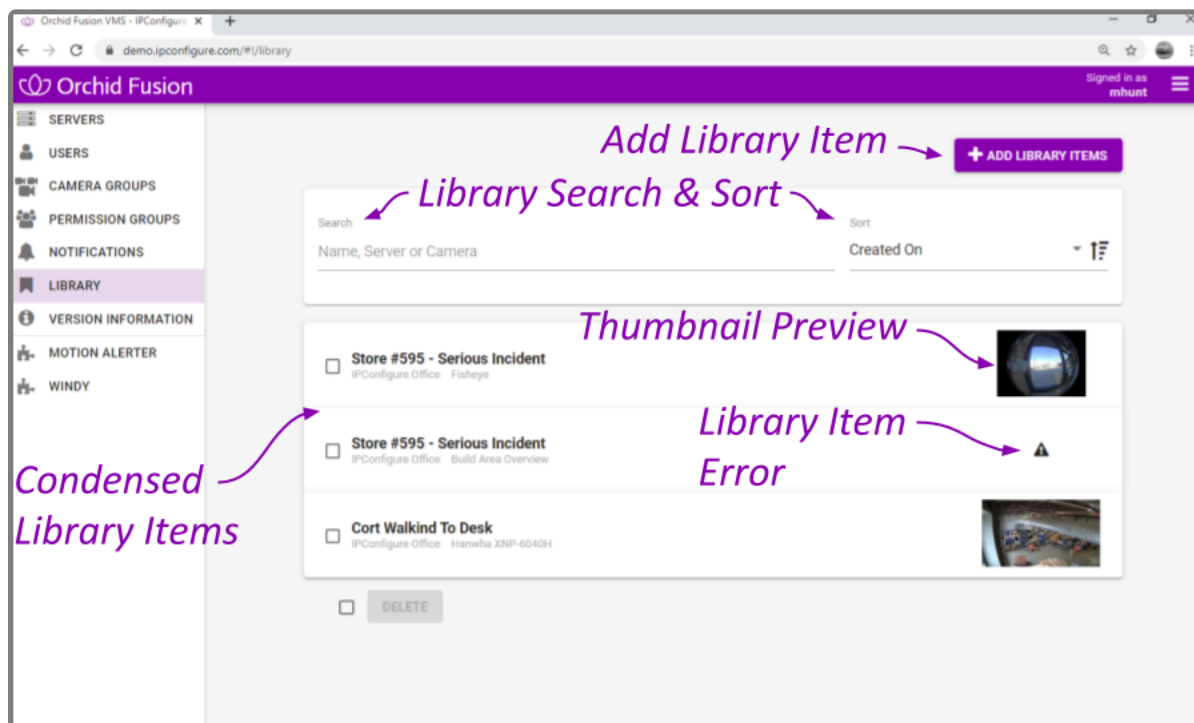 Orchid Fusion VMS - IPConfigure
demo.ipconfigure.com/#!/library
Orchid Fusion
Signed in as
mhunt
SERVERS
USERS
CAMERA GROUPS
PERMISSION GROUPS
NOTIFICATIONS
LIBRARY
VERSION INFORMATION
MOTION ALERTER
WINDY
Add Library Item
ADD LIBRARY ITEMS
Library Search & Sort
Search
Name, Server or Camera
Sort
Created On
Thumbnail Preview
Store #595 - Serious Incident
IPConfigure Office Fisheye
Library Item
Error
Store #595 - Serious Incident
IPConfigure Office Build Area Overview
Condensed
Library Items
Cort Walkind To Desk
IPConfigure Office Hanwha XNP-6040H
DELETE